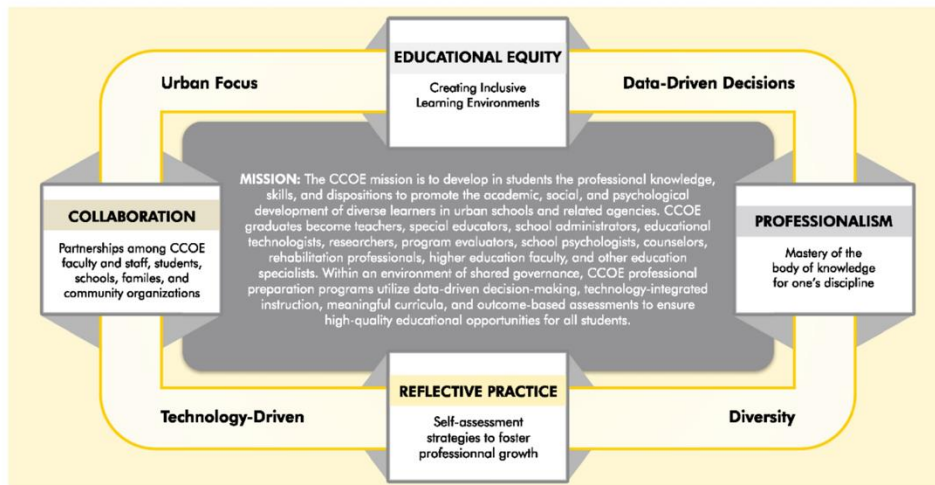 EDUCATIONAL EQUITY
Creating Inclusive
Learning Environments
Urban Focus
Data-Driven Decisions
MISSION: The CCOE mission is to develop in students the professional knowledge,
skills, and dispositions to promote the academic, social, and psychological
development of diverse learners in urban schools and related agencies. CCOE
graduates become teachers, special educators, school administrators, educational
technologists, researchers, program evaluators, school psychologists, counselors,
rehabilitation professionals, higher education faculty, and other education
specialists. Within an environment of shared governance, CCOE professional
preparation programs utilize data-driven decision-making, technology-integrated
instruction, meaningful curricula, and outcome-based assessments to ensure
high-quality educational opportunities for all students.
COLLABORATION
Partnerships among CCOE
faculty and staff, students,
schools, familes, and
community organizations
PROFESSIONALISM
Mastery of the
body of knowledge
for one's discipline
REFLECTIVE PRACTICE
Self-assessment
strategies to foster
professionnal growth
Technology-Driven
Diversity